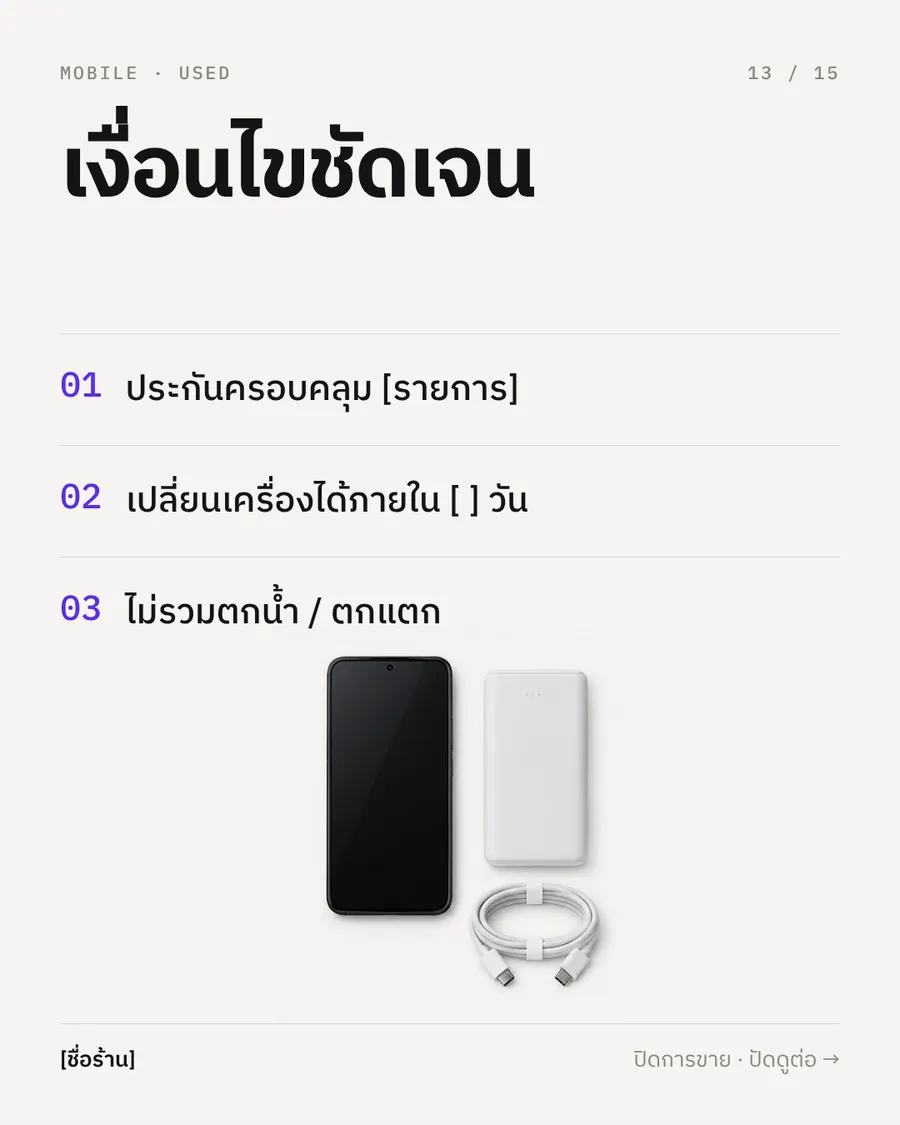 MOBILE · USED
13 / 15
เงื่อนไขชัดเจน
01 ประกันครอบคลุม [รายการ]
02 เปลี่ยนเครื่องได้ภายใน [ ] วัน
03 ไม่รวมตกน้ำ / ตกแตก
[ชื่อร้าน]
ปิดการขาย · ปัดดูต่อ →